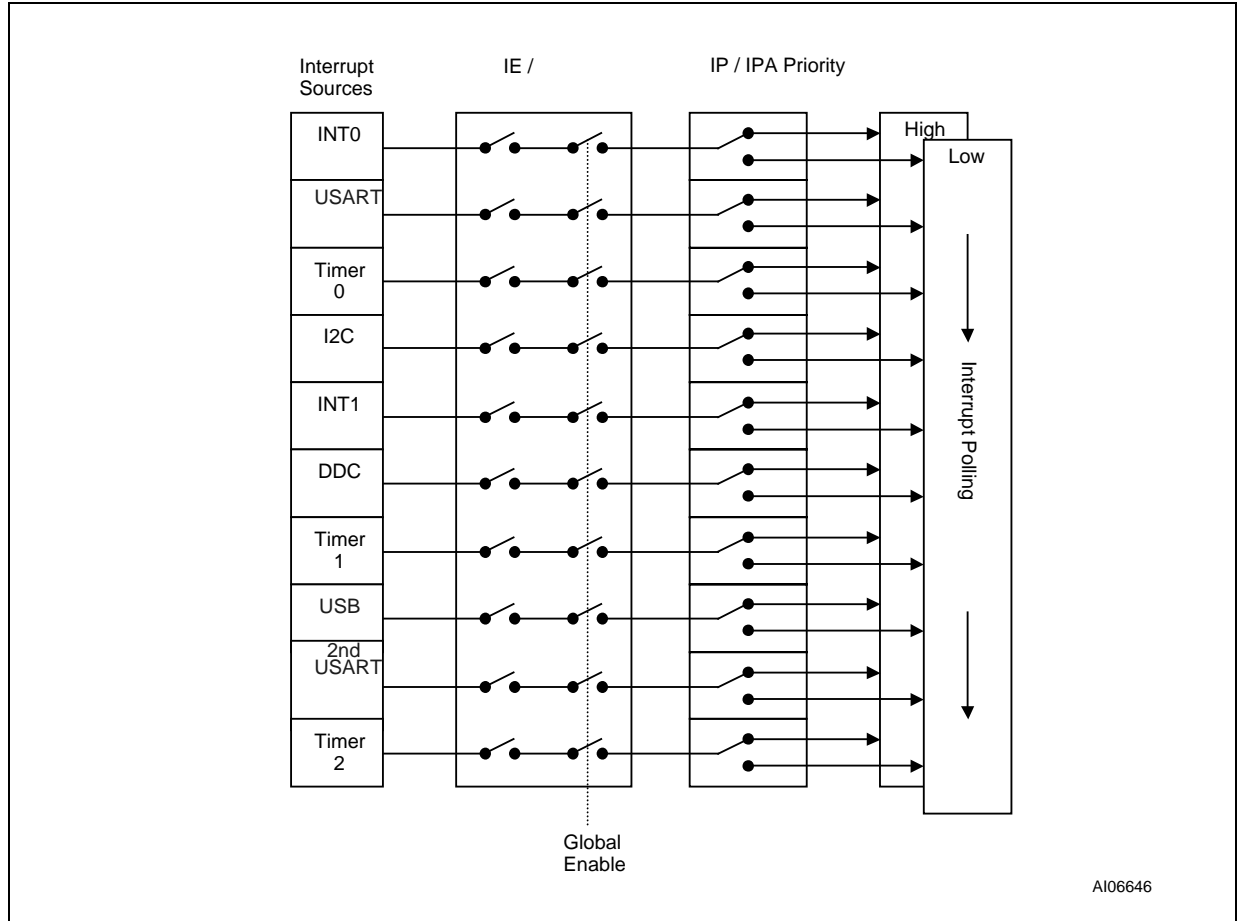 Interrupt
Sources
IE /
IP / IPA Priority
INT0
USART
Timer
0
I2C
INT1
DDC
Timer
1
USB
2nd
USART
Timer
2
High
Low
Interrupt Polling
Global
Enable
AI06646